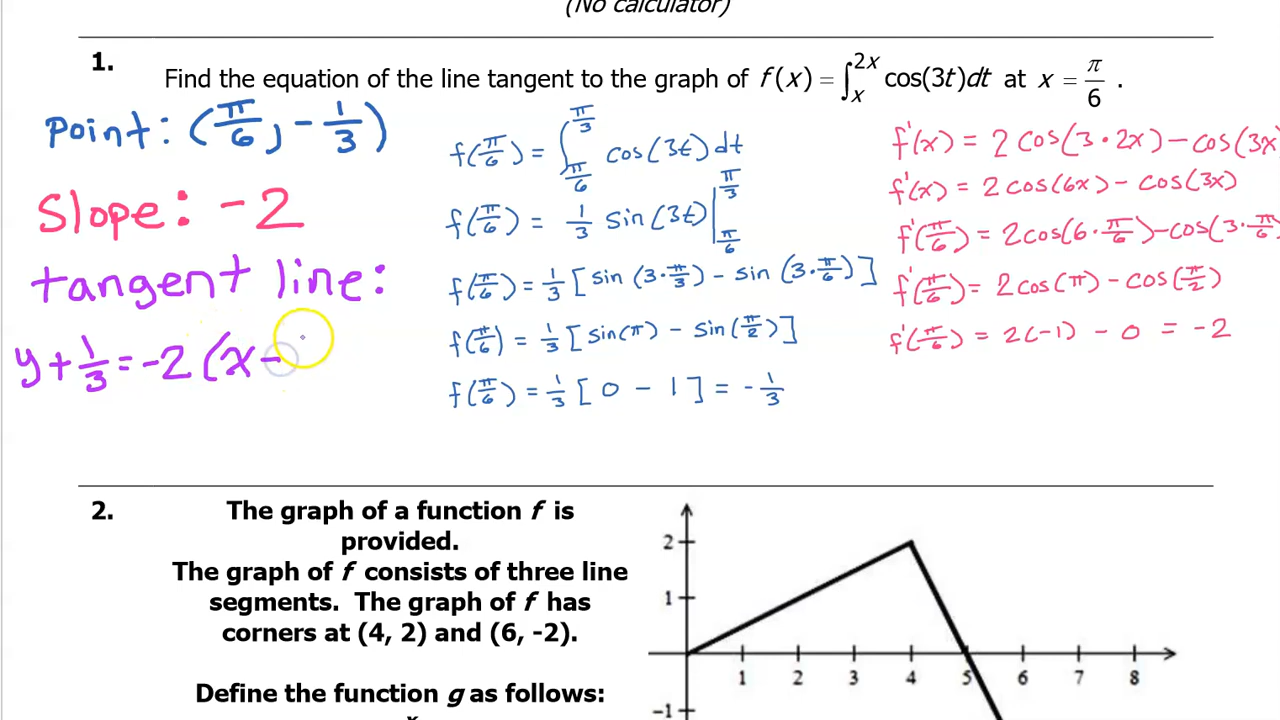 (No calculator)
1.
Find the equation of the line tangent to the graph of f(x) = ∫_x^{2x} cos(3t)dt at x = π/6 .
Point: (π/6, -1/3)
Slope: -2
tangent line:
y + 1/3 = -2(x -
f(π/6) = ∫_{π/6}^{π/3} cos(3t)dt
f(π/6) = 1/3 sin(3t) |_{π/6}^{π/3}
f(π/6) = 1/3 [sin(3·π/3) - sin(3·π/6)]
f(π/6) = 1/3 [sin(π) - sin(π/2)]
f(π/6) = 1/3 [0 - 1] = -1/3
f'(x) = 2cos(3·2x) - cos(3x
f'(x) = 2cos(6x) - cos(3x)
f'(π/6) = 2cos(6·π/6) - cos(3·π/6
f'(π/6) = 2cos(π) - cos(π/2)
f'(π/6) = 2(-1) - 0 = -2
2.
The graph of a function f is
provided.
The graph of f consists of three line
segments. The graph of f has
corners at (4, 2) and (6, -2).
Define the function g as follows:
2
1
1 2 3 4 5 6 7 8
-1